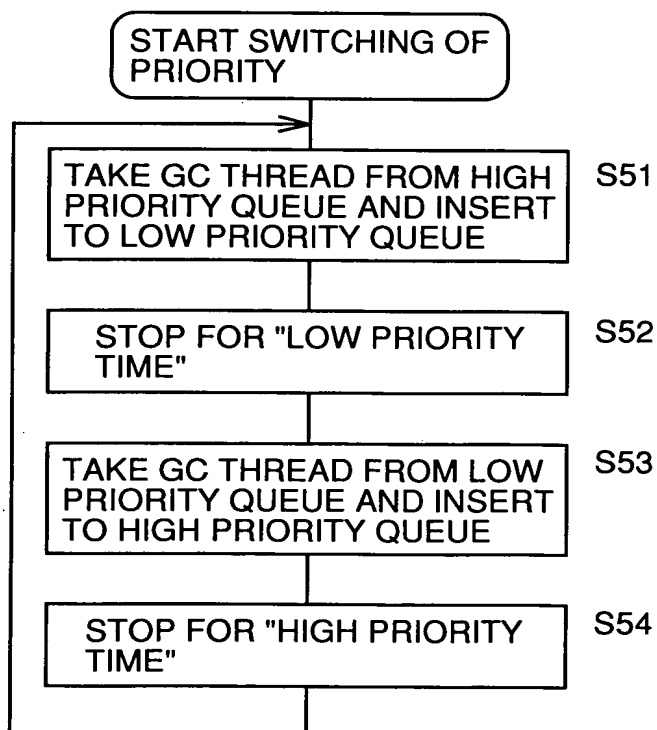 START SWITCHING OF
PRIORITY
TAKE GC THREAD FROM HIGH
PRIORITY QUEUE AND INSERT
TO LOW PRIORITY QUEUE
S51
STOP FOR "LOW PRIORITY
TIME"
S52
TAKE GC THREAD FROM LOW
PRIORITY QUEUE AND INSERT
TO HIGH PRIORITY QUEUE
S53
STOP FOR "HIGH PRIORITY
TIME"
S54